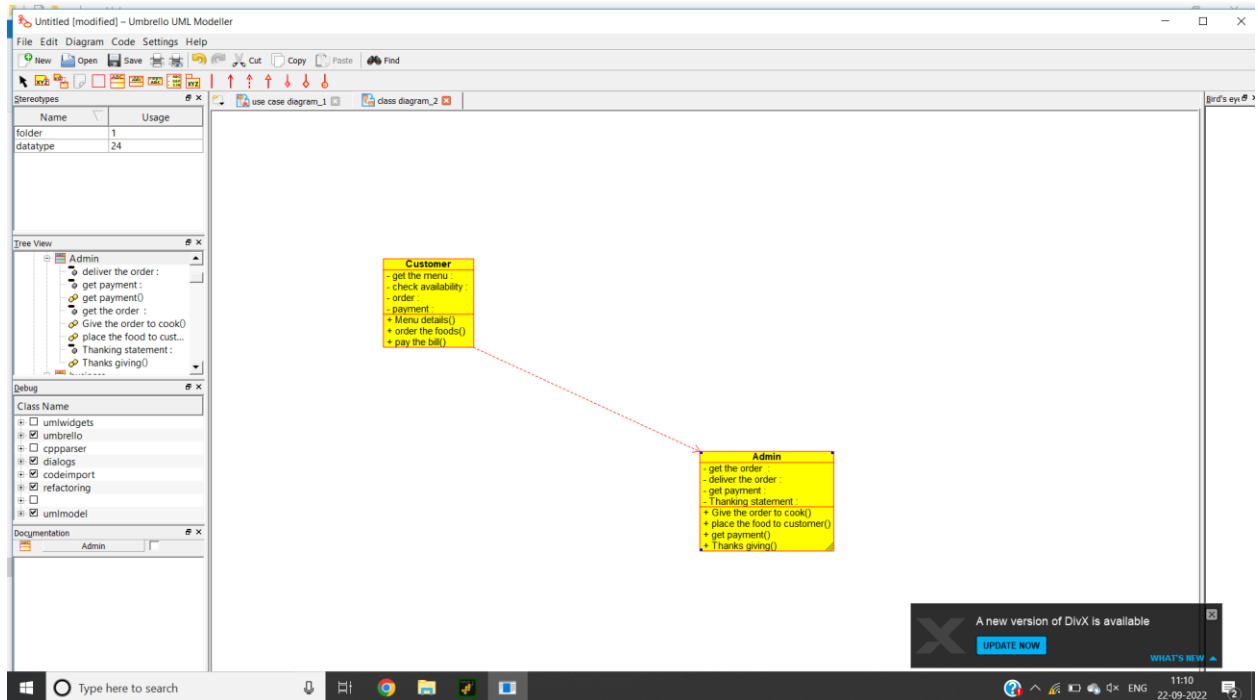 Untitled [modified] – Umbrello UML Modeller
File Edit Diagram Code Settings Help
New Open Save Cut Copy Paste Find
Stereotypes
use case diagram_1 class diagram_2
Bird's eye
Name Usage
folder 1
datatype 24
Tree View
Admin
deliver the order :
get payment :
get payment()
get the order :
Give the order to cook()
place the food to cust...
Thanking statement :
Thanks giving()
Debug
Class Name
umlwidgets
umbrello
cppparser
dialogs
codeimport
refactoring
umlmodel
Documentation
Admin
Customer
- get the menu :
- check availability :
- order :
- payment :
+ Menu details()
+ order the foods()
+ pay the bill()
Admin
- get the order :
- deliver the order :
- get payment :
- Thanking statement :
+ Give the order to cook()
+ place the food to customer()
+ get payment()
+ Thanks giving()
A new version of DivX is available
UPDATE NOW
WHAT'S NEW
Type here to search
ENG
11:10
22-09-2022
2